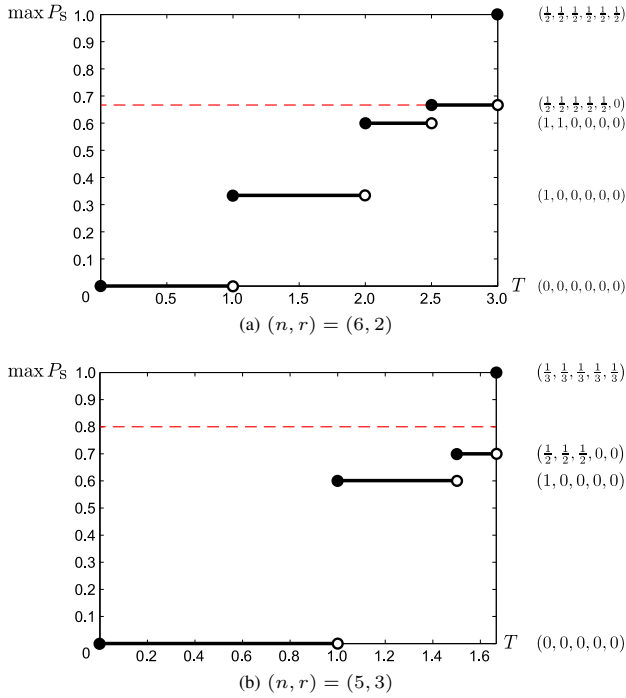 max P_S
1.0
0.9
0.8
0.7
0.6
0.5
0.4
0.3
0.2
0.1
0
0.5
1.0
1.5
2.0
2.5
3.0
T
(1/2, 1/2, 1/2, 1/2, 1/2, 1/2)
(1/2, 1/2, 1/2, 1/2, 1/2, 0)
(1, 1, 0, 0, 0, 0)
(1, 0, 0, 0, 0, 0)
(0, 0, 0, 0, 0, 0)
(a) (n, r) = (6, 2)
max P_S
1.0
0.9
0.8
0.7
0.6
0.5
0.4
0.3
0.2
0.1
0
0.2
0.4
0.6
0.8
1.0
1.2
1.4
1.6
T
(1/3, 1/3, 1/3, 1/3, 1/3)
(1/2, 1/2, 1/2, 0, 0)
(1, 0, 0, 0, 0)
(0, 0, 0, 0, 0)
(b) (n, r) = (5, 3)